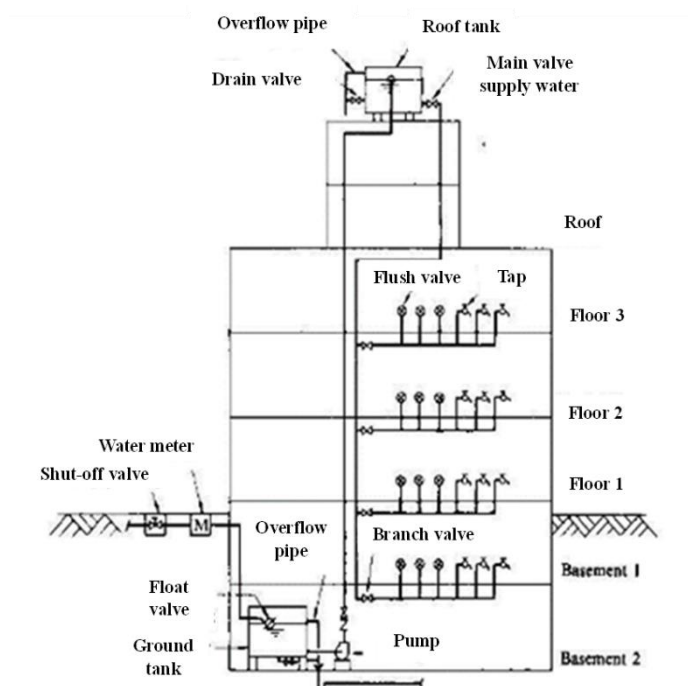 Overflow pipe
Roof tank
Drain valve
Main valve
supply water
Roof
Flush valve
Tap
Floor 3
Floor 2
Water meter
Shut-off valve
Floor 1
M
Overflow
pipe
Branch valve
Basement 1
Float
valve
Ground
tank
Pump
Basement 2